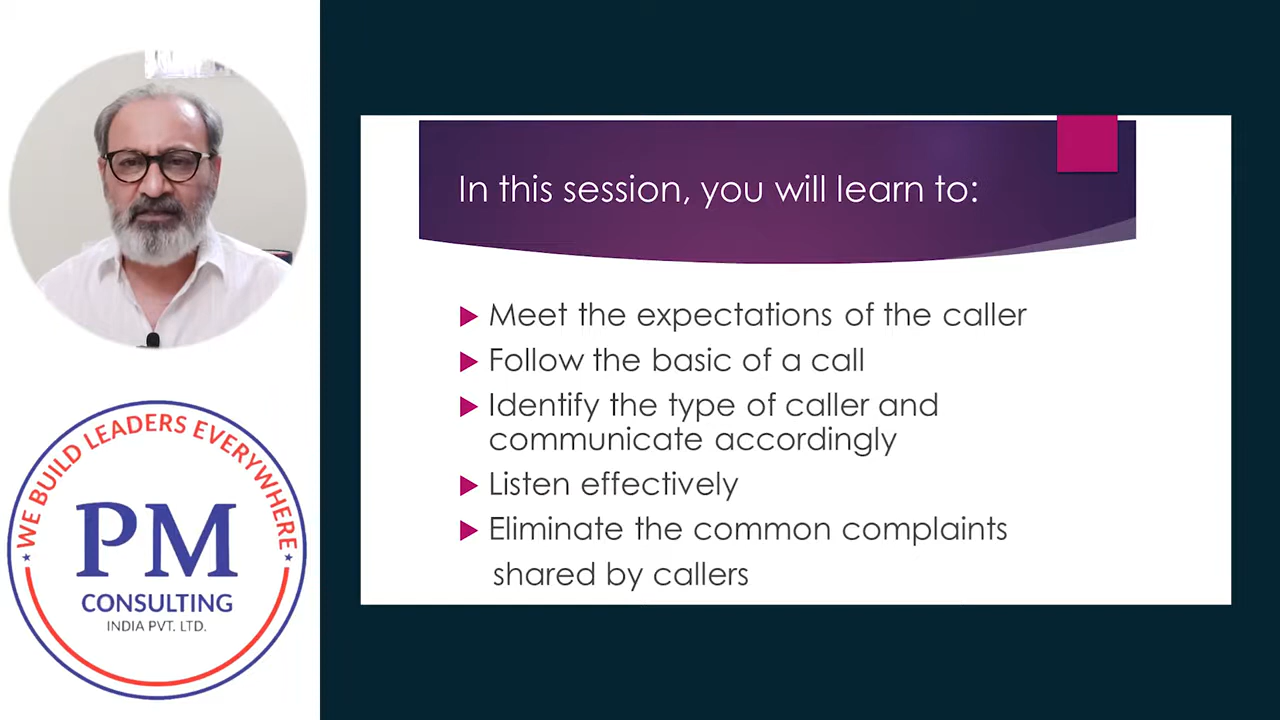 In this session, you will learn to:
Meet the expectations of the caller
Follow the basic of a call
Identify the type of caller and
communicate accordingly
Listen effectively
Eliminate the common complaints
shared by callers
WE BUILD LEADERS EVERYWHERE
PM
CONSULTING
INDIA PVT. LTD.